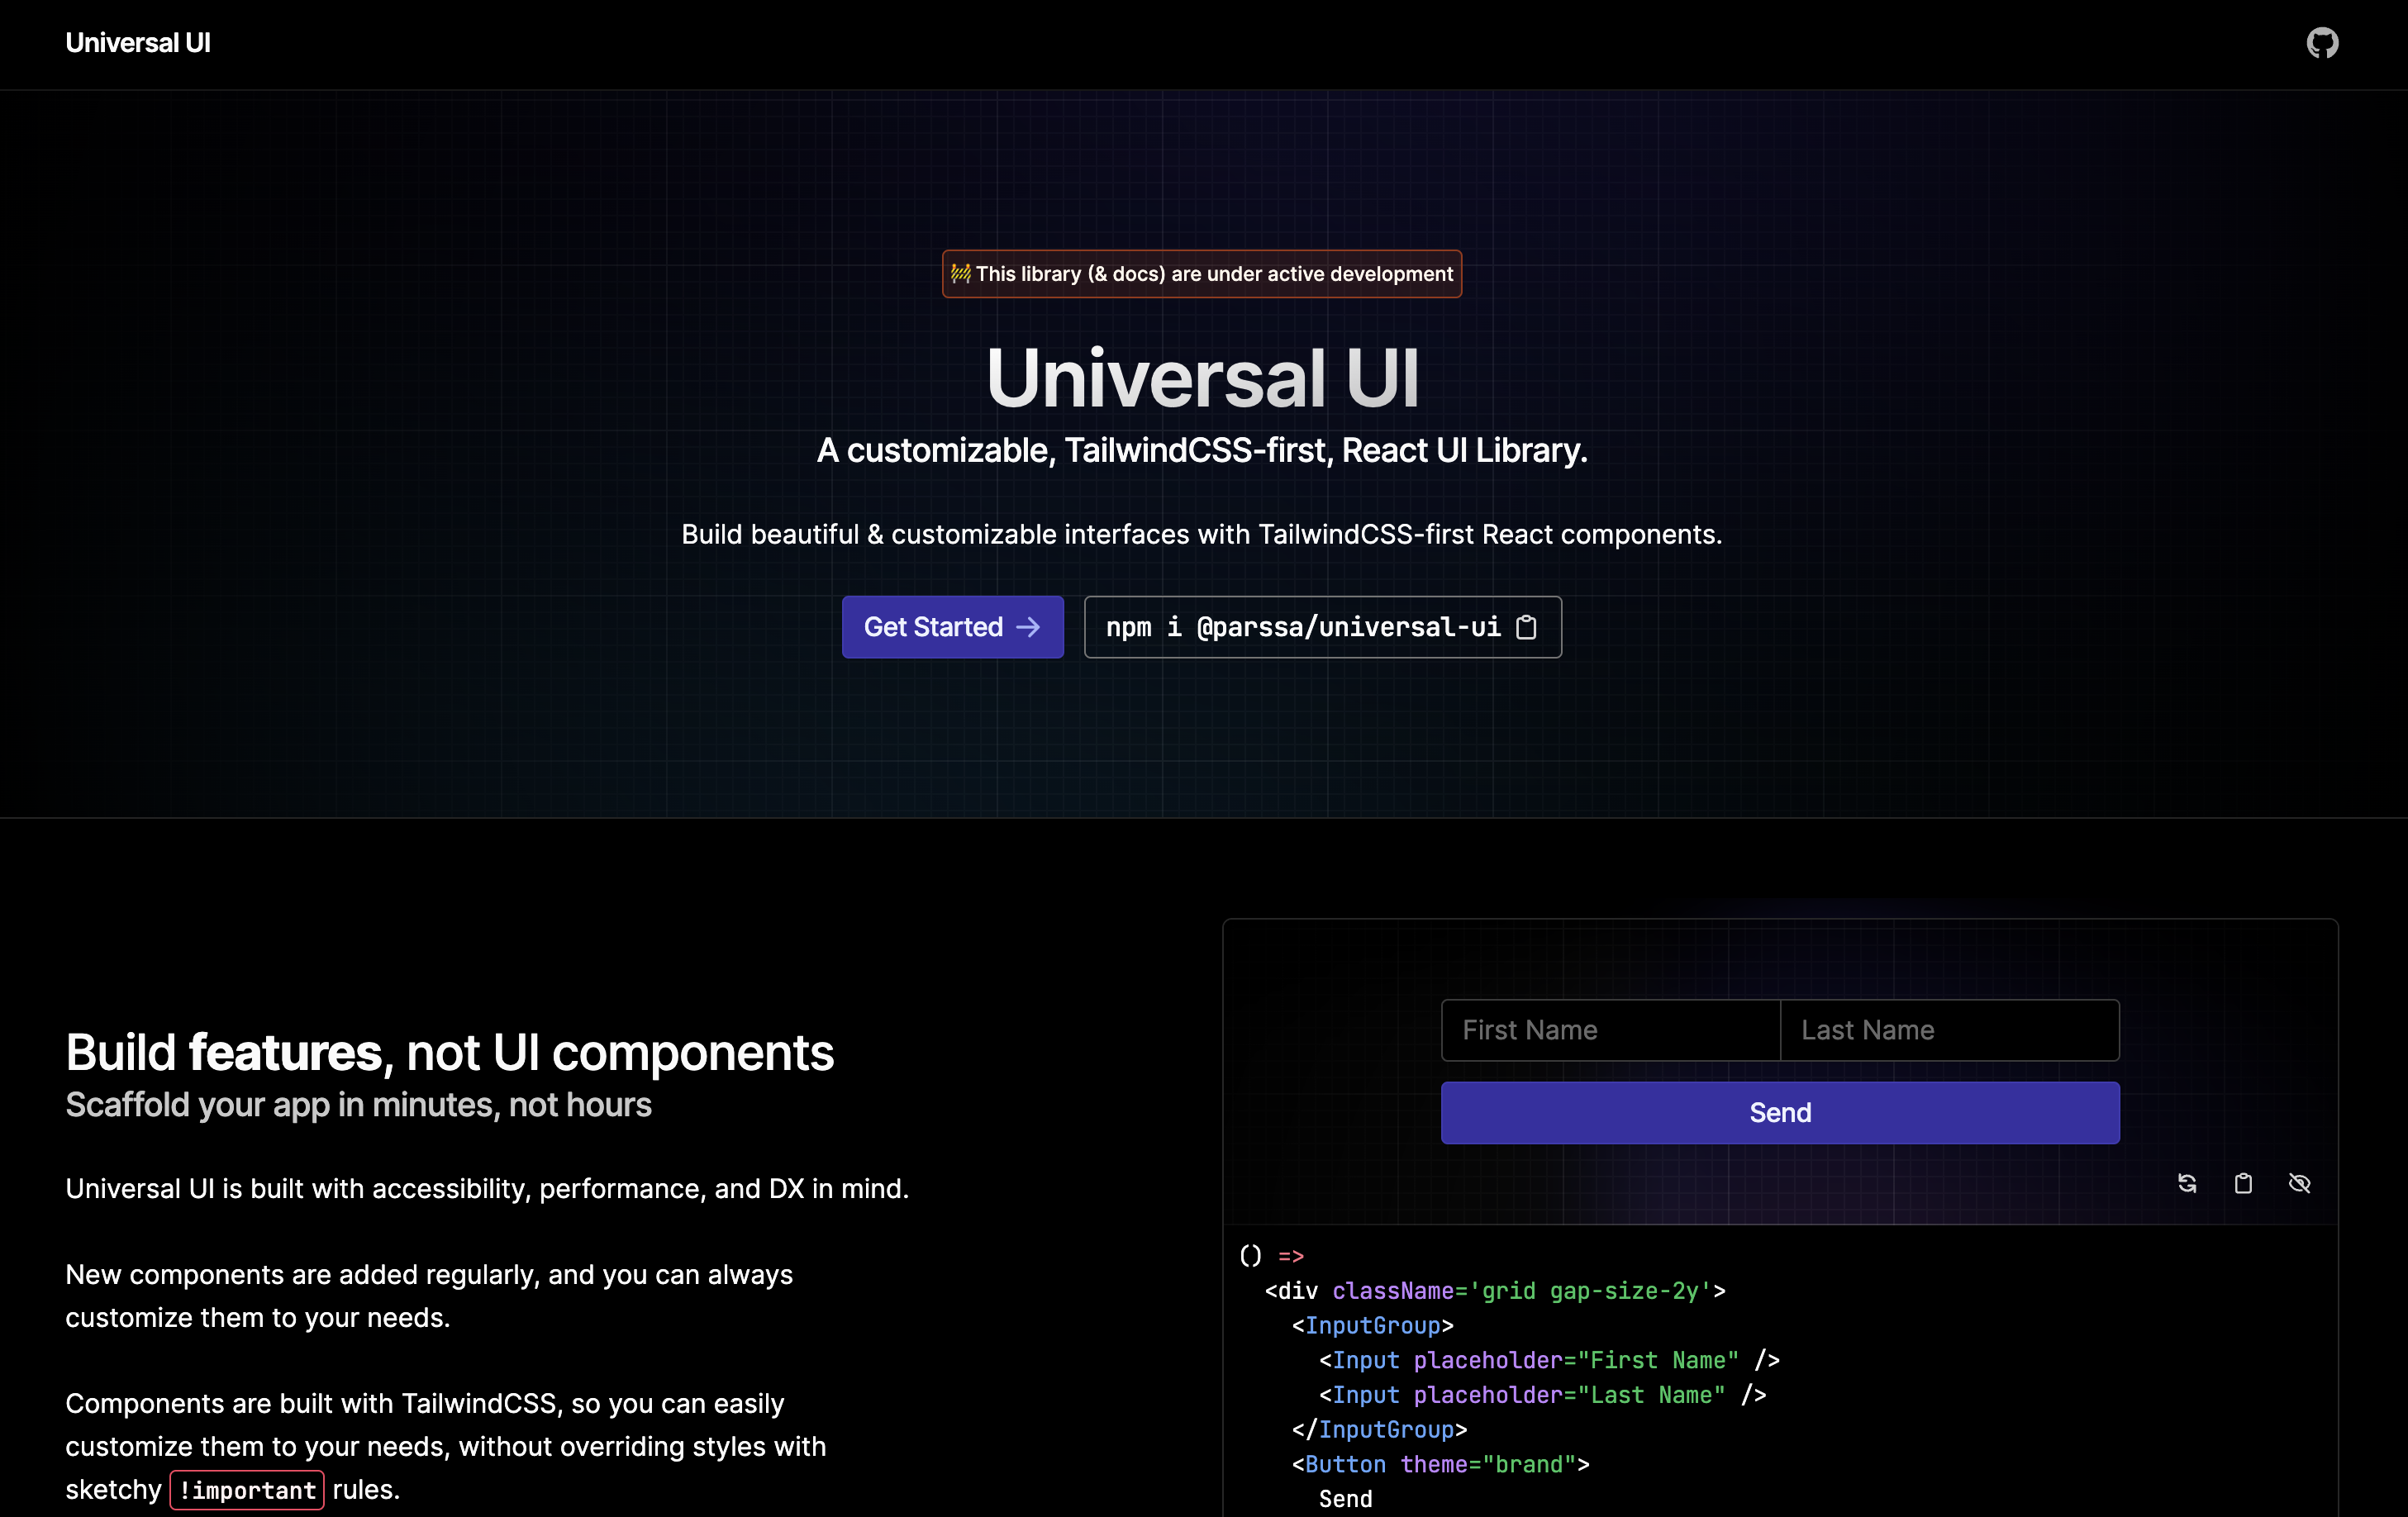 Universal UI
🚧 This library (& docs) are under active development
Universal UI
A customizable, TailwindCSS-first, React UI Library.
Build beautiful & customizable interfaces with TailwindCSS-first React components.
Get Started →
npm i @parssa/universal-ui
Build features, not UI components
Scaffold your app in minutes, not hours
Universal UI is built with accessibility, performance, and DX in mind.
New components are added regularly, and you can always
customize them to your needs.
Components are built with TailwindCSS, so you can easily
customize them to your needs, without overriding styles with
sketchy !important rules.
First Name
Last Name
Send
() =>
<div className='grid gap-size-2y'>
<InputGroup>
<Input placeholder="First Name" />
<Input placeholder="Last Name" />
</InputGroup>
<Button theme="brand">
Send